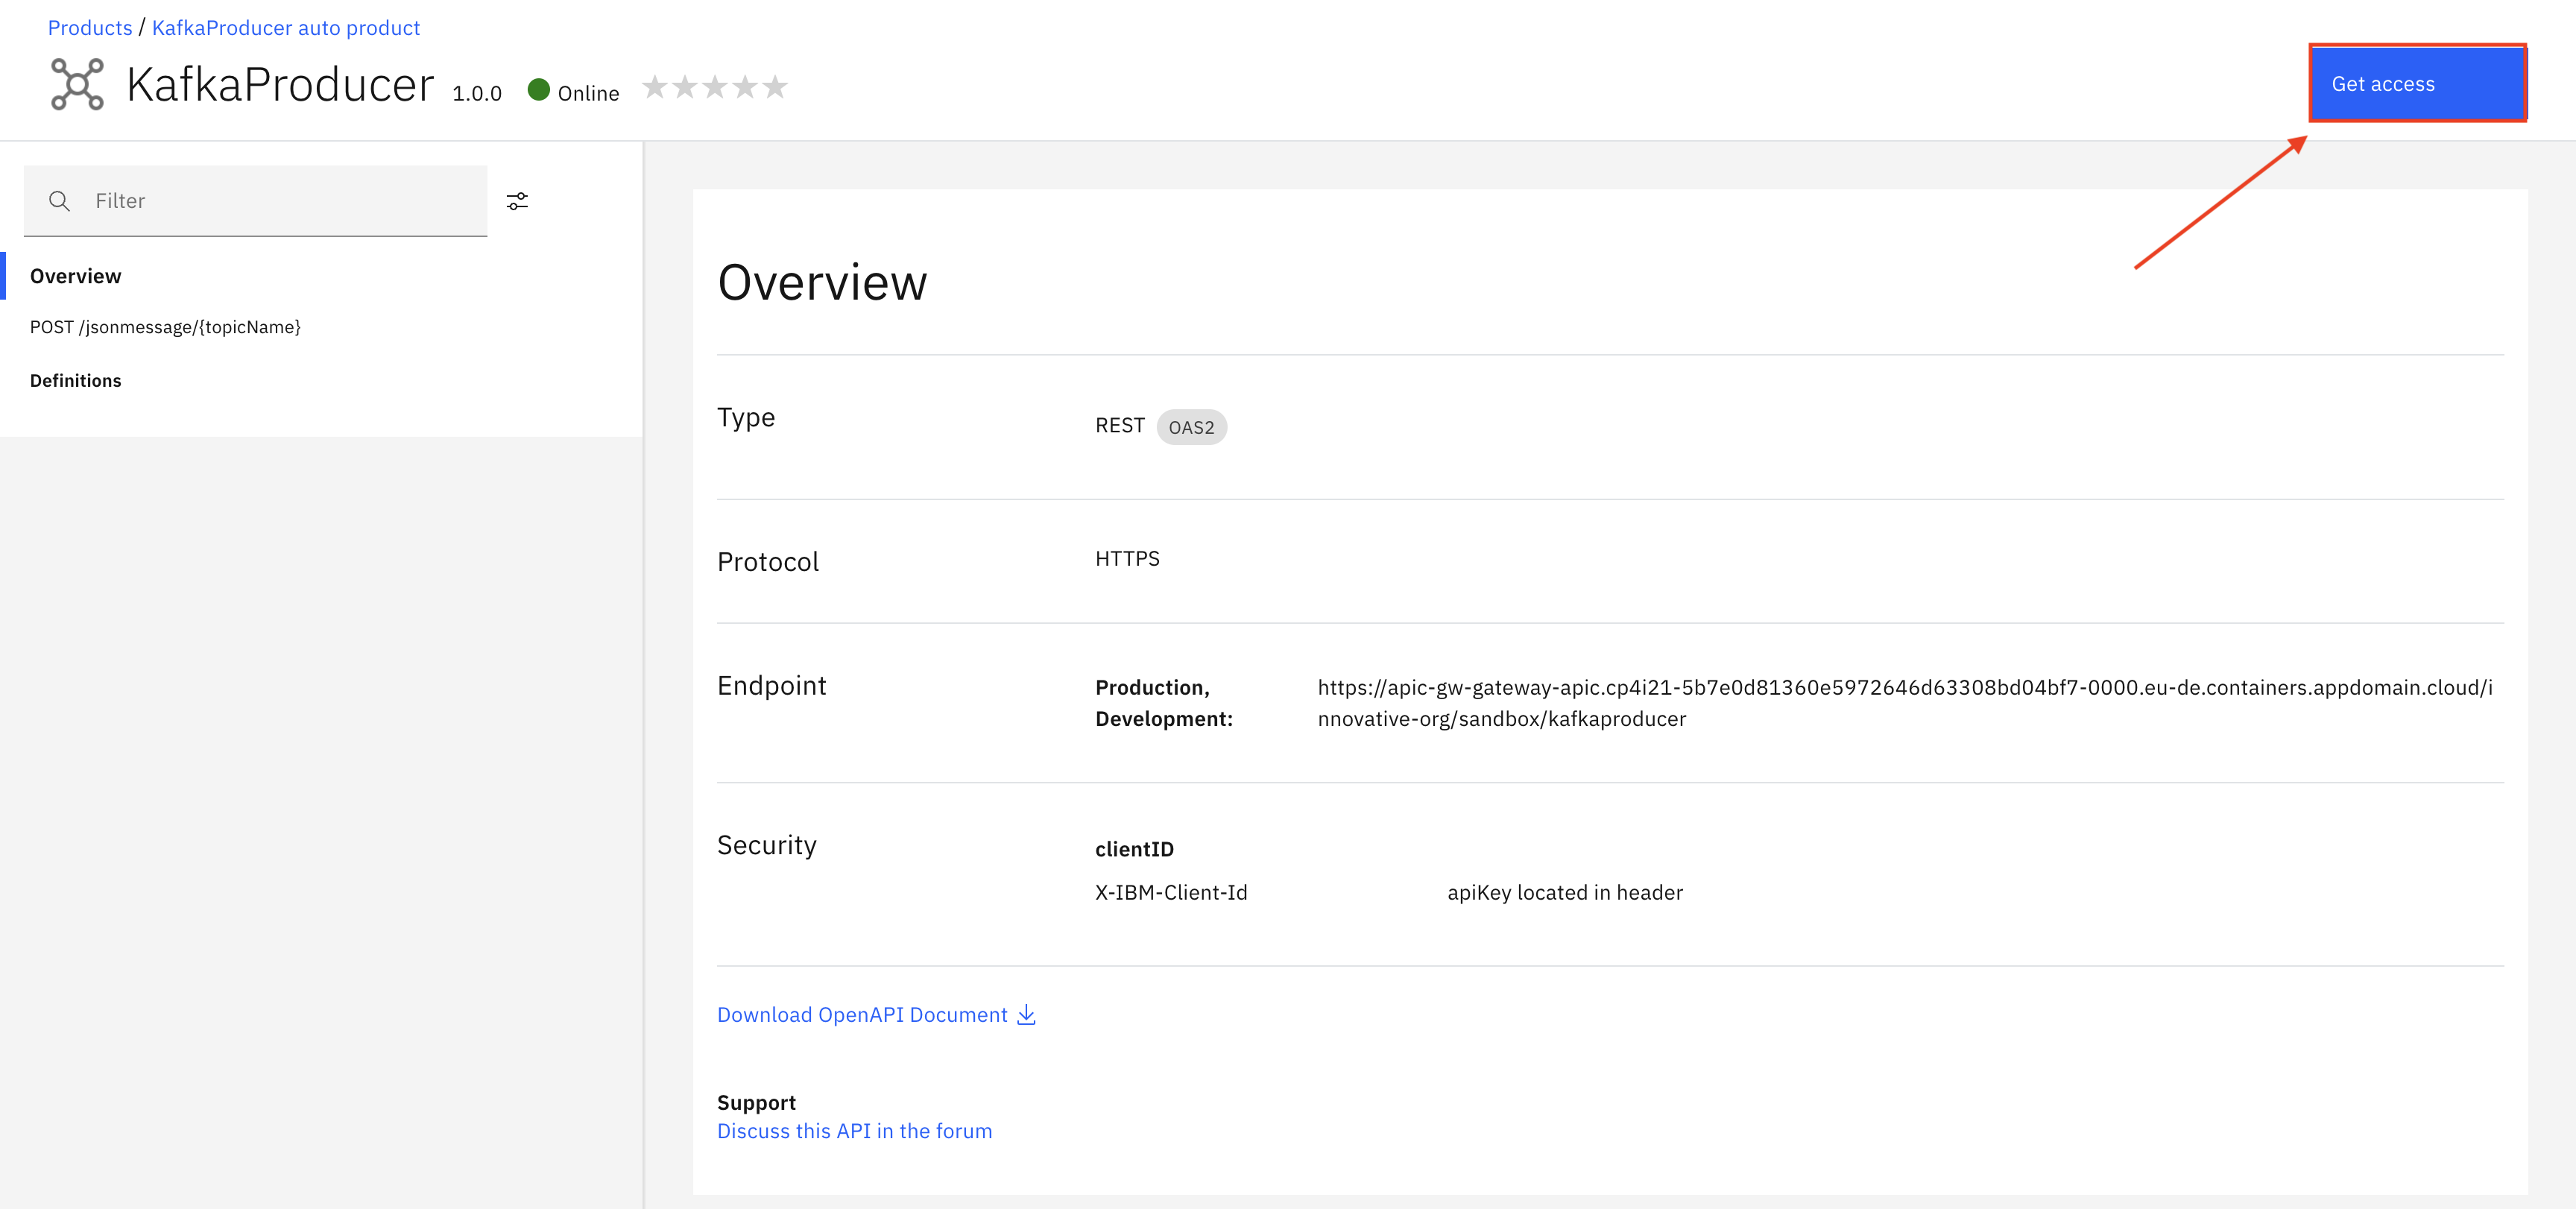 Products / KafkaProducer auto product
KafkaProducer 1.0.0 Online
Get access
Filter
Overview
POST /jsonmessage/{topicName}
Definitions
Overview
Type REST OAS2
Protocol HTTPS
Endpoint Production, https://apic-gw-gateway-apic.cp4i21-5b7e0d81360e5972646d63308bd04bf7-0000.eu-de.containers.appdomain.cloud/i
Development: nnovative-org/sandbox/kafkaproducer
Security clientID
X-IBM-Client-Id apiKey located in header
Download OpenAPI Document
Support
Discuss this API in the forum